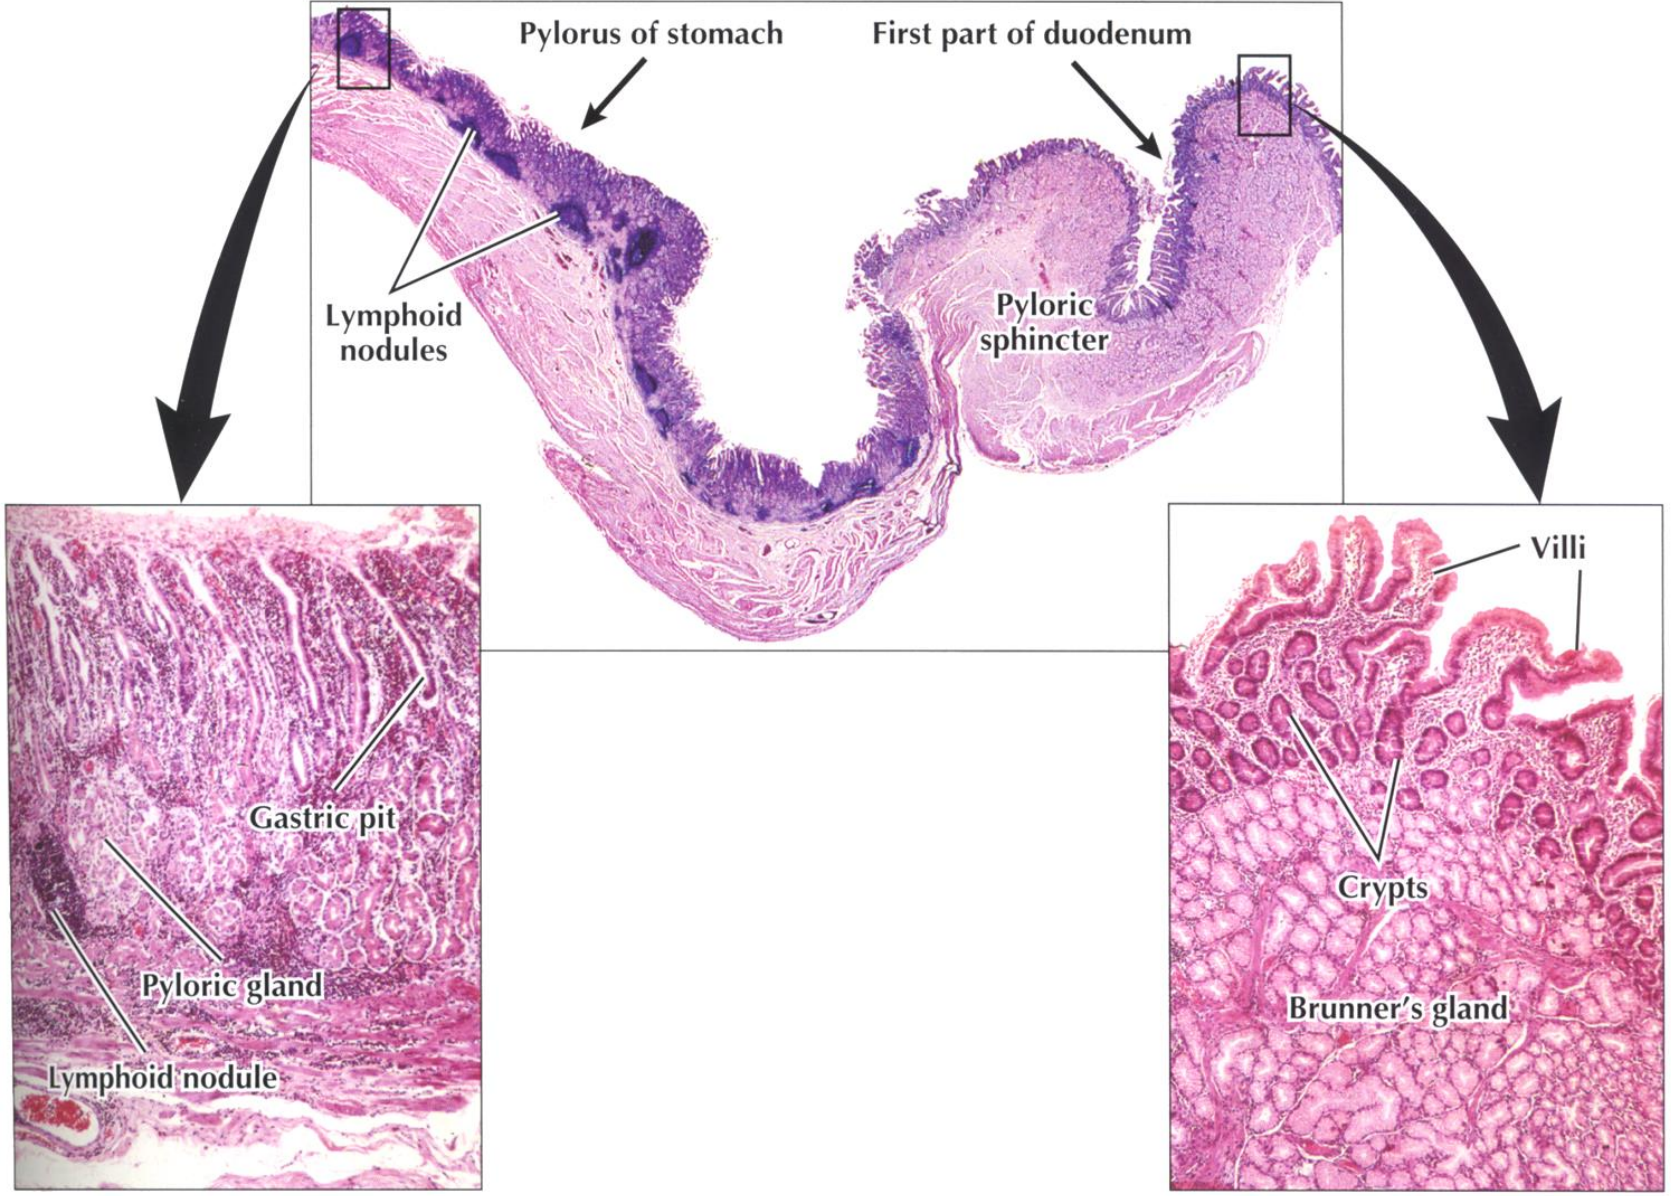 Pylorus of stomach
First part of duodenum
Lymphoid
nodules
Pyloric
sphincter
Gastric pit
Pyloric gland
Lymphoid nodule
Villi
Crypts
Brunner's gland